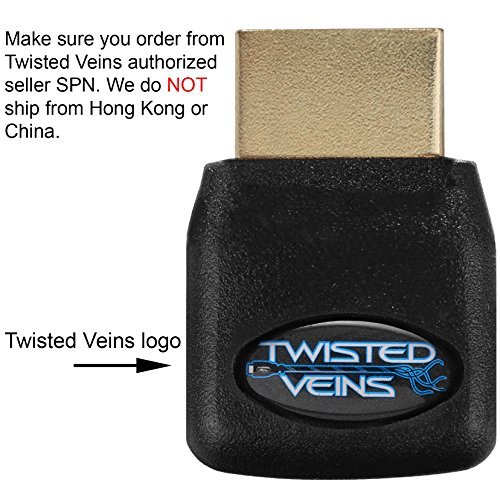 Make sure you order from
Twisted Veins authorized
seller SPN. We do NOT
ship from Hong Kong or
China.
Twisted Veins logo
TWISTED
VEINS